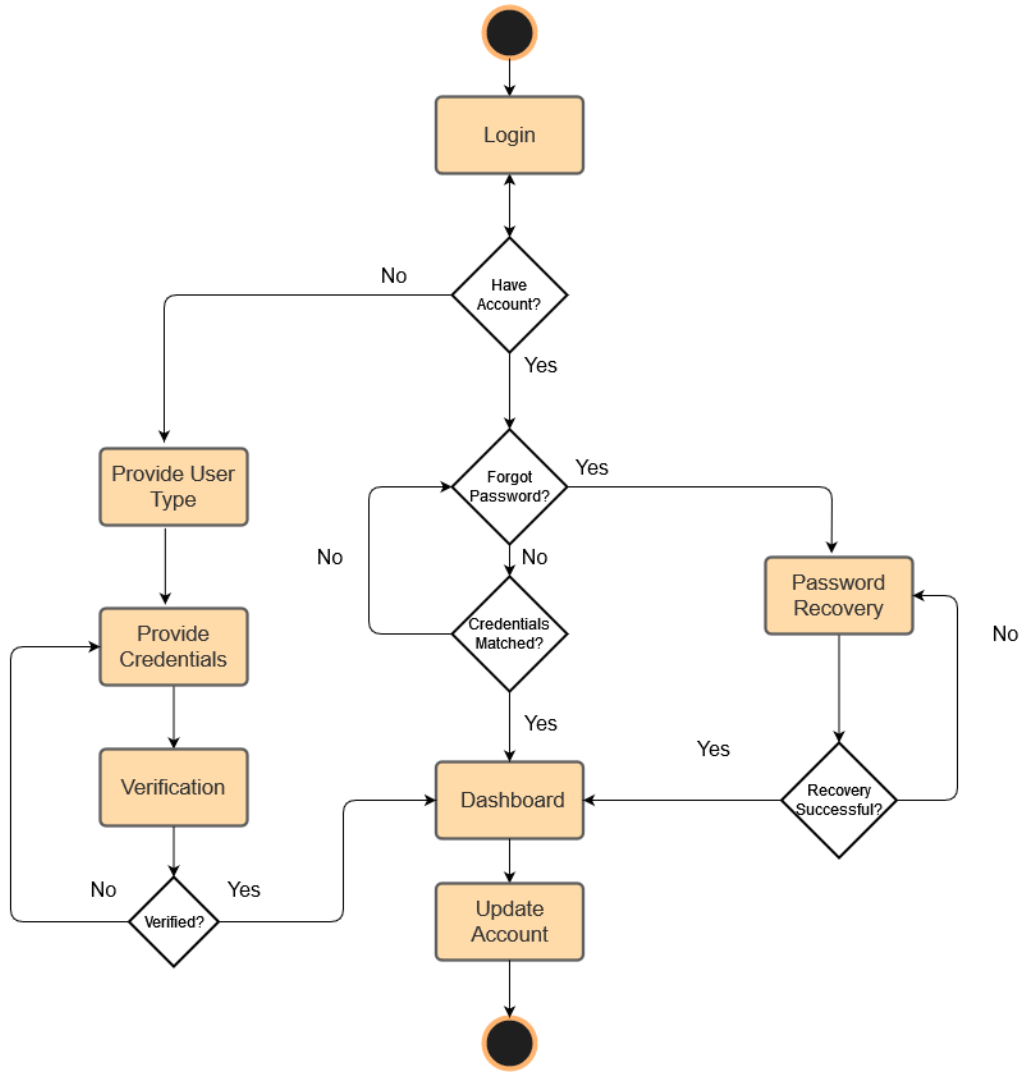 Login
No
Have
Account?
Yes
Provide User
Type
Forgot
Password?
Yes
No
No
Password
Recovery
Provide
Credentials
Credentials
Matched?
No
Yes
Yes
Verification
Dashboard
Recovery
Successful?
No
Yes
Verified?
Update
Account